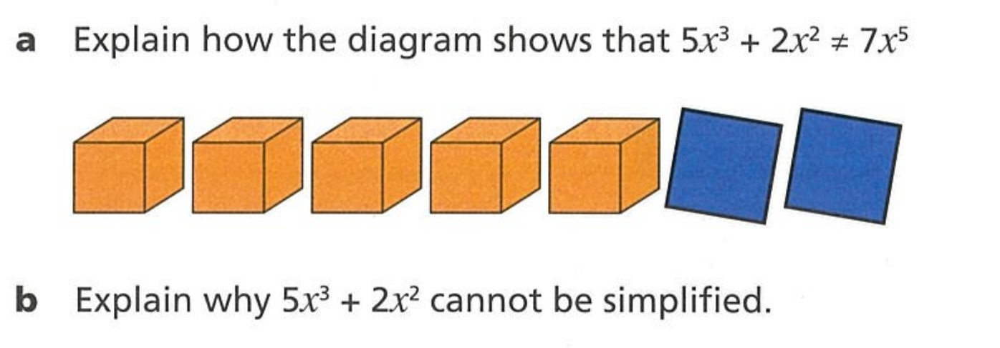 a Explain how the diagram shows that 5x³ + 2x² ≠ 7x⁵
b Explain why 5x³ + 2x² cannot be simplified.